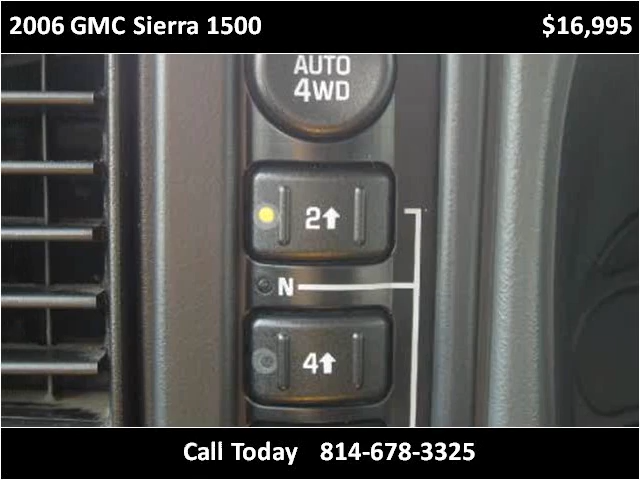 2006 GMC Sierra 1500 $16,995
AUTO
4WD
2⬆
N
4⬆
Call Today 814-678-3325